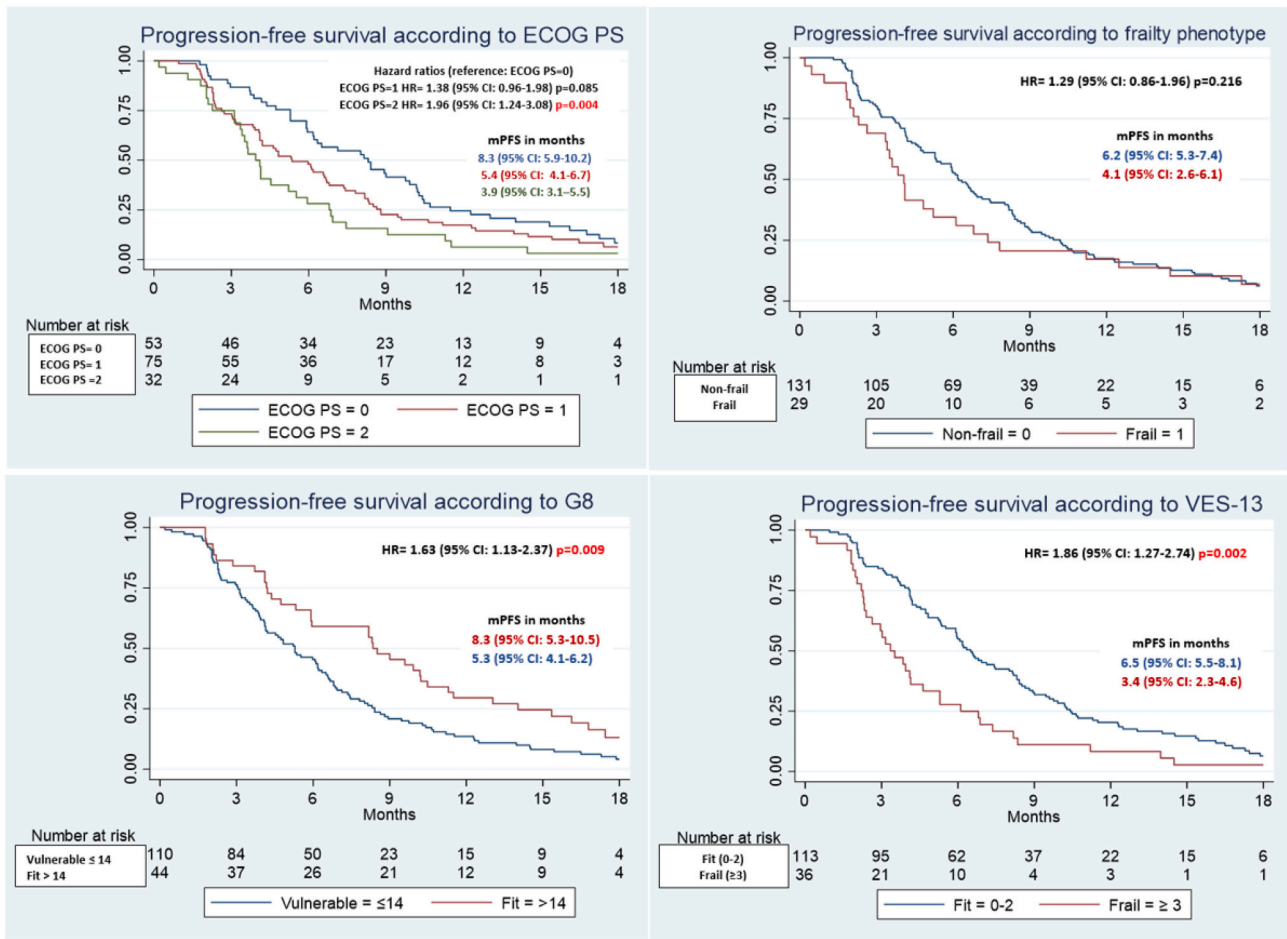 Progression-free survival according to ECOG PS
Hazard ratios (reference: ECOG PS=0)
ECOG PS=1 HR= 1.38 (95% CI: 0.96-1.98) p=0.085
ECOG PS=2 HR= 1.96 (95% CI: 1.24-3.08) p=0.004
mPFS in months
8.3 (95% CI: 5.9-10.2)
5.4 (95% CI: 4.1-6.7)
3.9 (95% CI: 3.1–5.5)
1.00
0.75
0.50
0.25
0.00
0 3 6 9 12 15 18
Months
Number at risk
ECOG PS= 0 53 46 34 23 13 9 4
ECOG PS= 1 75 55 36 17 12 8 3
ECOG PS =2 32 24 9 5 2 1 1
ECOG PS = 0 ECOG PS = 1
ECOG PS = 2
Progression-free survival according to frailty phenotype
HR= 1.29 (95% CI: 0.86-1.96) p=0.216
mPFS in months
6.2 (95% CI: 5.3-7.4)
4.1 (95% CI: 2.6-6.1)
1.00
0.75
0.50
0.25
0.00
0 3 6 9 12 15 18
Months
Number at risk
Non-frail 131 105 69 39 22 15 6
Frail 29 20 10 6 5 3 2
Non-frail = 0 Frail = 1
Progression-free survival according to G8
HR= 1.63 (95% CI: 1.13-2.37) p=0.009
mPFS in months
8.3 (95% CI: 5.3-10.5)
5.3 (95% CI: 4.1-6.2)
1.00
0.75
0.50
0.25
0.00
0 3 6 9 12 15 18
Months
Number at risk
Vulnerable ≤ 14 110 84 50 23 15 9 4
Fit > 14 44 37 26 21 12 9 4
Vulnerable = ≤14 Fit = >14
Progression-free survival according to VES-13
HR= 1.86 (95% CI: 1.27-2.74) p=0.002
mPFS in months
6.5 (95% CI: 5.5-8.1)
3.4 (95% CI: 2.3-4.6)
1.00
0.75
0.50
0.25
0.00
0 3 6 9 12 15 18
Months
Number at risk
Fit (0-2) 113 95 62 37 22 15 6
Frail (≥3) 36 21 10 4 3 1 1
Fit = 0-2 Frail = ≥ 3